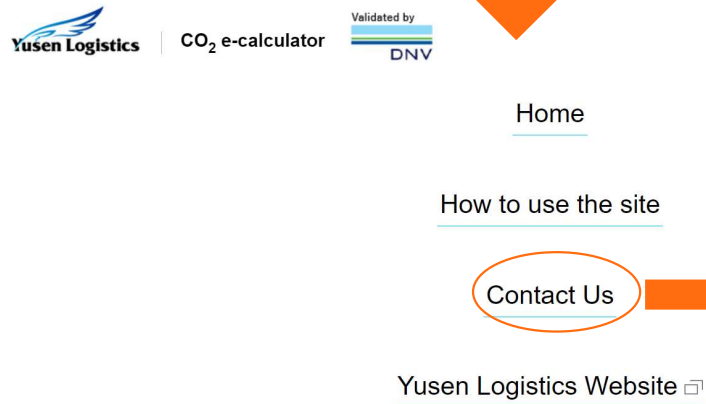 Validated by
Yusen Logistics
CO₂ e-calculator
DNV
Home
How to use the site
Contact Us
Yusen Logistics Website